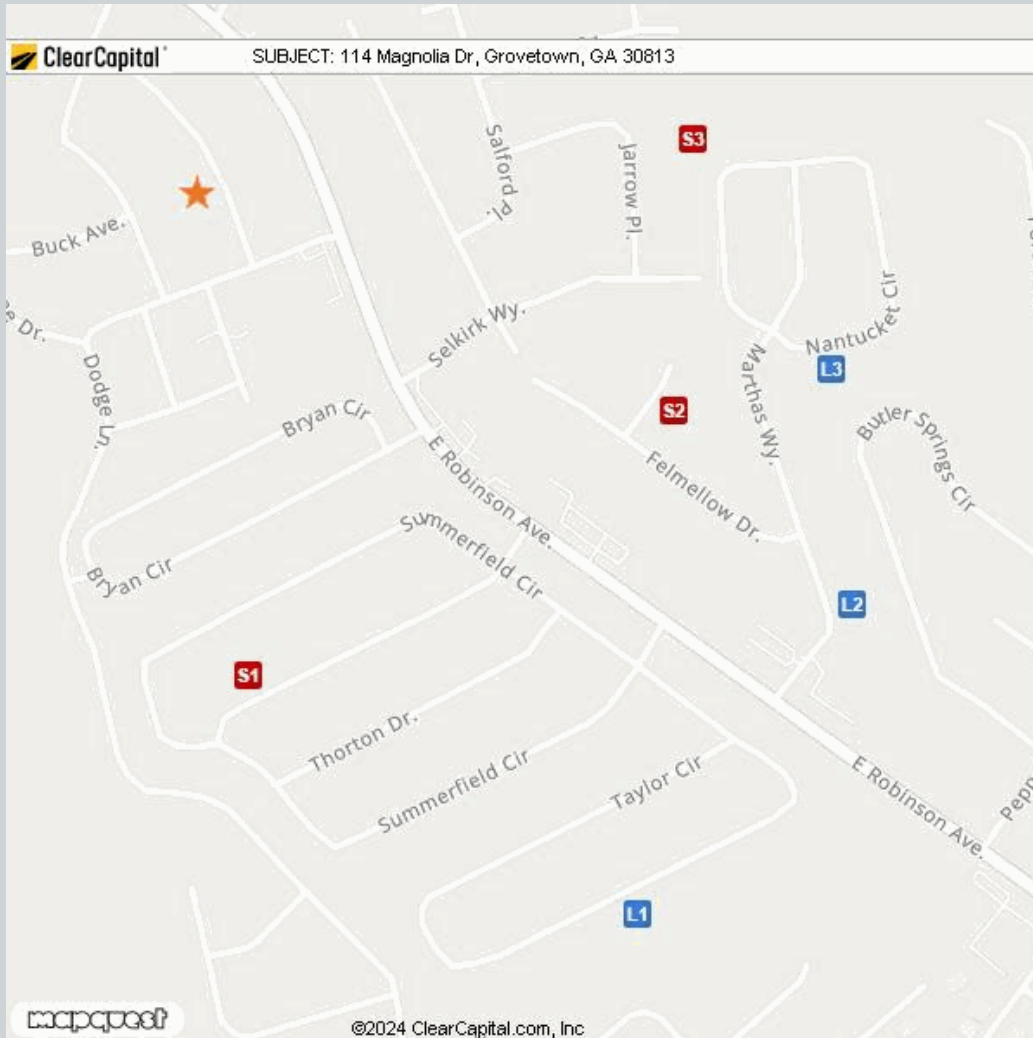 ClearCapital
SUBJECT: 114 Magnolia Dr, Grovetown, GA 30813
S3
Salford Pl.
Jarrow Pl.
Buck Ave.
Nantucket Cir
Dr.
Selkirk Wy.
L3
Marthas Wy.
Dodge Ln.
S2
Bryan Cir
Butler Springs Cir
E Robinson Ave.
Felmellow Dr.
Summerfield Cir
Bryan Cir
L2
S1
Thorton Dr.
Summerfield Cir
Taylor Cir
E Robinson Ave.
L1
mapquest
©2024 ClearCapital.com, Inc